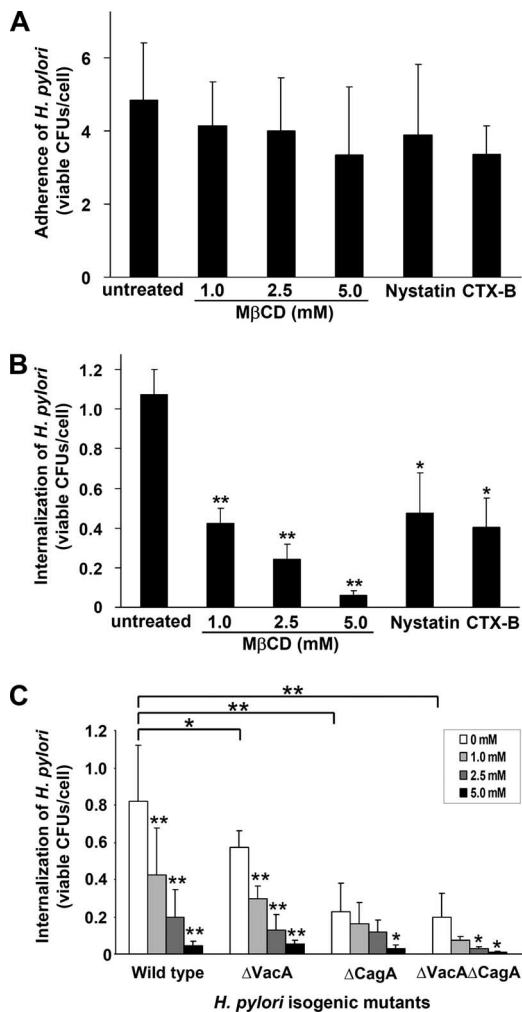 A
Adherence of H. pylori
(viable CFUs/cell)
6
4
2
0
untreated 1.0 2.5 5.0 Nystatin CTX-B
MβCD (mM)
B
Internalization of H. pylori
(viable CFUs/cell)
1.2
1.0
0.8
0.6
0.4
0.2
0
** ** ** * *
untreated 1.0 2.5 5.0 Nystatin CTX-B
MβCD (mM)
C
**
**
*
Internalization of H. pylori
(viable CFUs/cell)
1.2
1.0
0.8
0.6
0.4
0.2
0
0 mM
1.0 mM
2.5 mM
5.0 mM
** ** ** ** ** ** * * *
Wild type ΔVacA ΔCagA ΔVacAΔCagA
H. pylori isogenic mutants